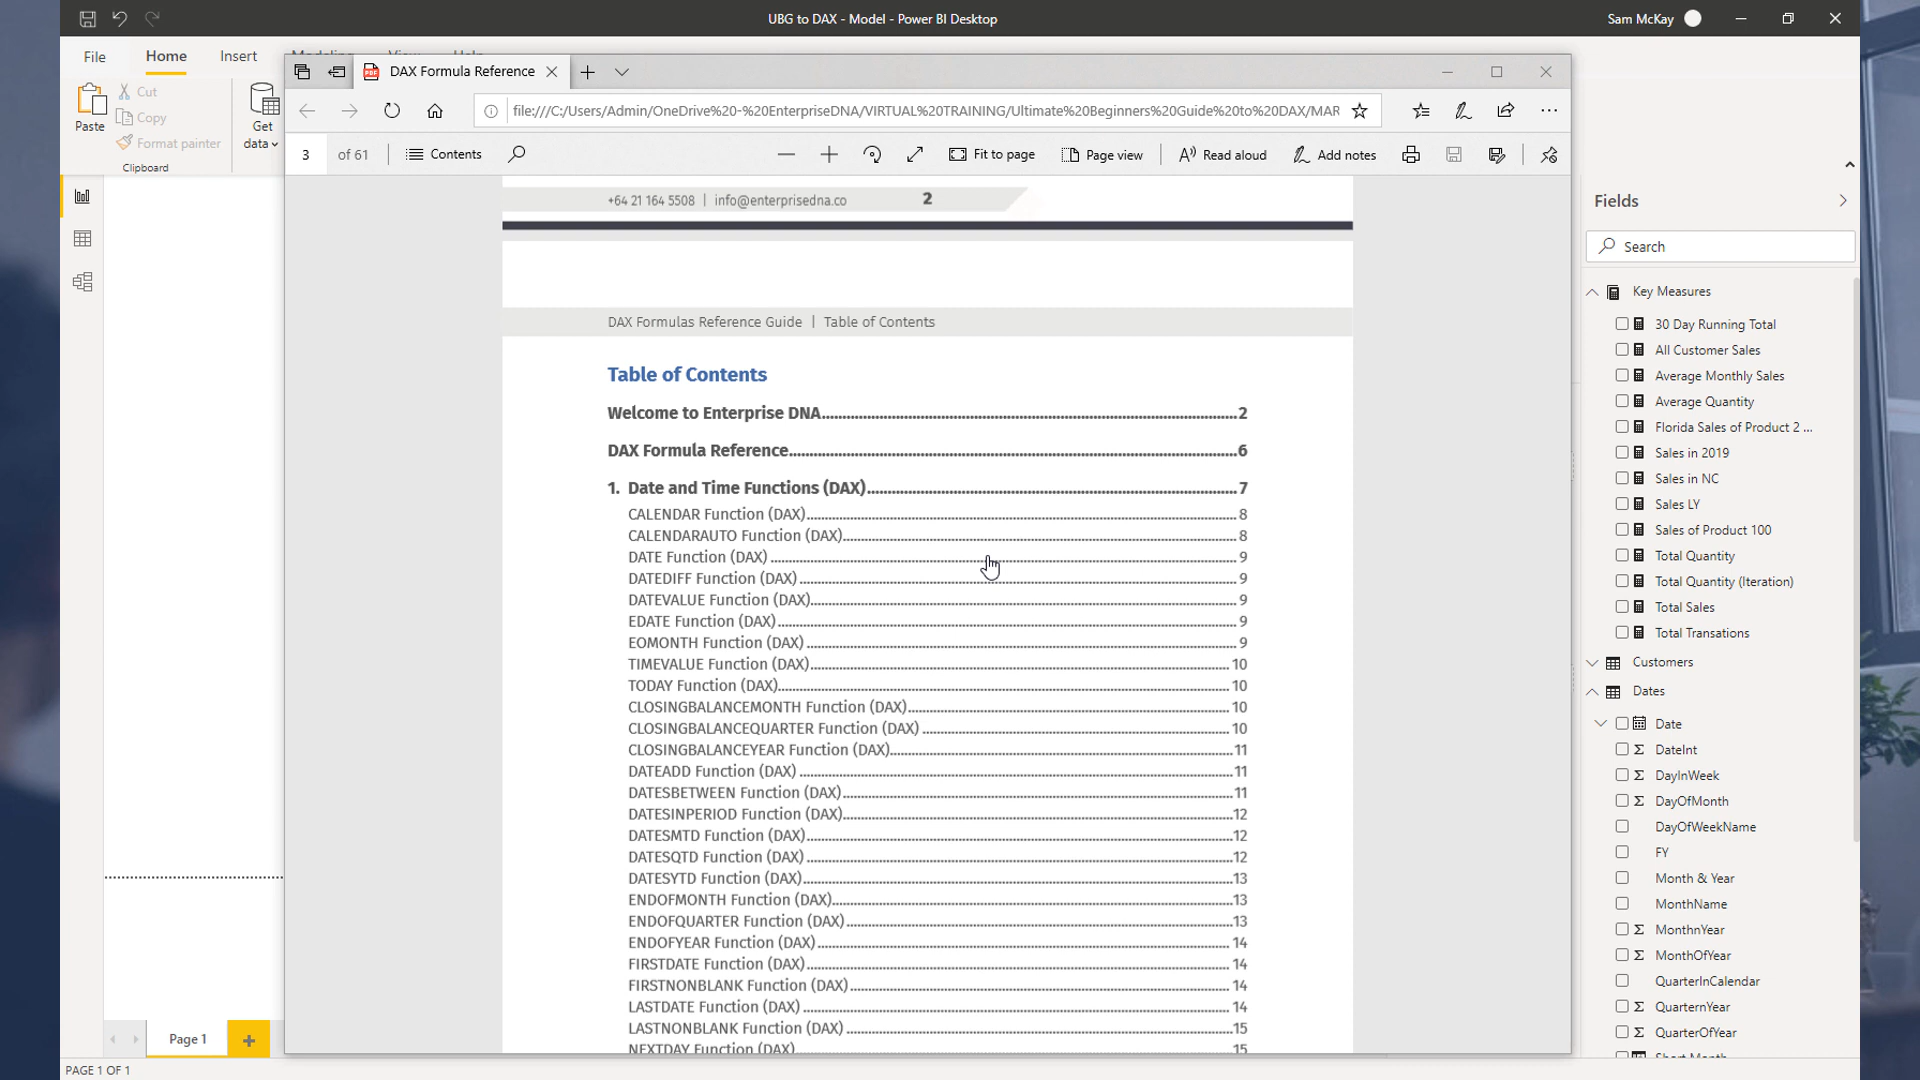 UBG to DAX - Model - Power BI Desktop
Sam McKay
File
Home
Insert
DAX Formula Reference
file:///C:/Users/Admin/OneDrive%20-%20EnterpriseDNA/VIRTUAL%20TRAINING/Ultimate%20Beginners%20Guide%20to%20DAX/MAR
Paste
Cut
Copy
Format painter
Clipboard
Get
data
3 of 61
Contents
Fit to page
Page view
Read aloud
Add notes
+64 21 164 5508 | info@enterprisedna.co 2
DAX Formulas Reference Guide | Table of Contents
Table of Contents
Welcome to Enterprise DNA 2
DAX Formula Reference 6
1. Date and Time Functions (DAX) 7
CALENDAR Function (DAX) 8
CALENDARAUTO Function (DAX) 8
DATE Function (DAX) 9
DATEDIFF Function (DAX) 9
DATEVALUE Function (DAX) 9
EDATE Function (DAX) 9
EOMONTH Function (DAX) 9
TIMEVALUE Function (DAX) 10
TODAY Function (DAX) 10
CLOSINGBALANCEMONTH Function (DAX) 10
CLOSINGBALANCEQUARTER Function (DAX) 10
CLOSINGBALANCEYEAR Function (DAX) 11
DATEADD Function (DAX) 11
DATESBETWEEN Function (DAX) 11
DATESINPERIOD Function (DAX) 12
DATESMTD Function (DAX) 12
DATESQTD Function (DAX) 12
DATESYTD Function (DAX) 13
ENDOFMONTH Function (DAX) 13
ENDOFQUARTER Function (DAX) 13
ENDOFYEAR Function (DAX) 14
FIRSTDATE Function (DAX) 14
FIRSTNONBLANK Function (DAX) 14
LASTDATE Function (DAX) 14
LASTNONBLANK Function (DAX) 15
NEXTDAY Function (DAX) 15
Fields
Search
Key Measures
30 Day Running Total
All Customer Sales
Average Monthly Sales
Average Quantity
Florida Sales of Product 2 ...
Sales in 2019
Sales in NC
Sales LY
Sales of Product 100
Total Quantity
Total Quantity (Iteration)
Total Sales
Total Transations
Customers
Dates
Date
DateInt
DayInWeek
DayOfMonth
DayOfWeekName
FY
Month & Year
MonthName
MonthnYear
MonthOfYear
QuarterInCalendar
QuarternYear
QuarterOfYear
Short Month
Page 1
PAGE 1 OF 1